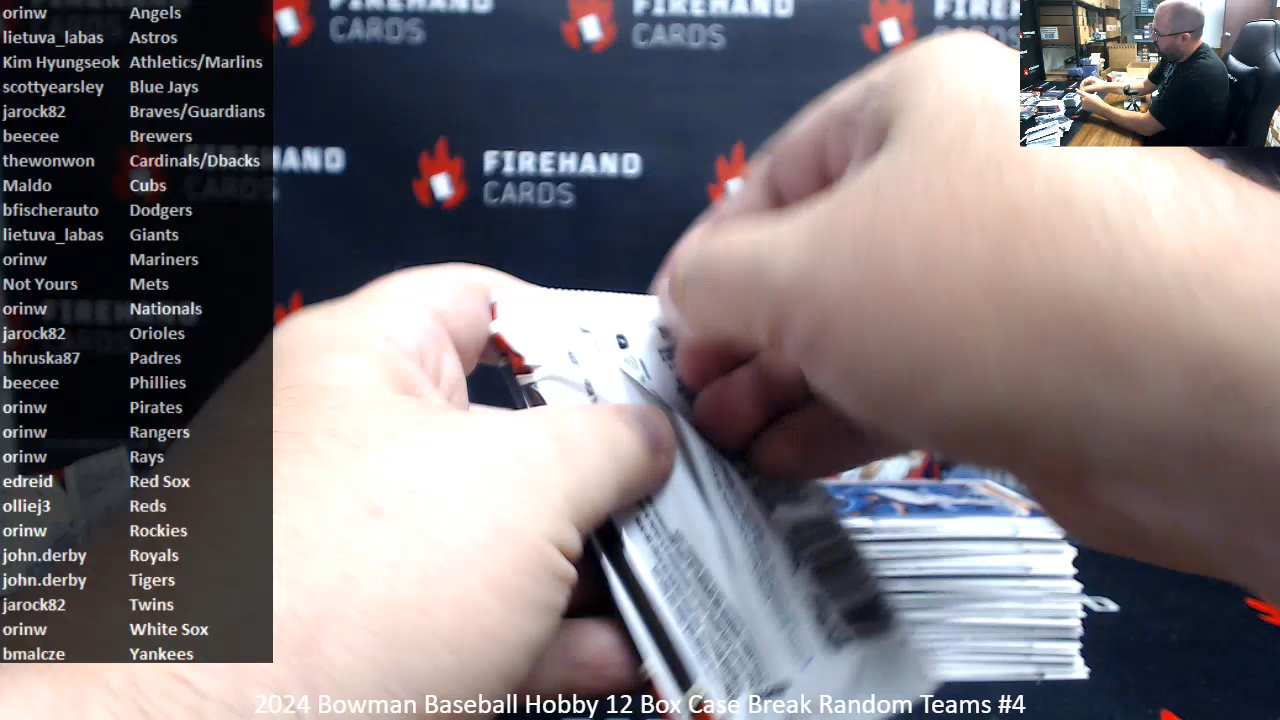 orinw Angels
lietuva_labas Astros
Kim Hyungseok Athletics/Marlins
scottyearsley Blue Jays
jarock82 Braves/Guardians
beecee Brewers
thewonwon Cardinals/Dbacks
Maldo Cubs
bfischerauto Dodgers
lietuva_labas Giants
orinw Mariners
Not Yours Mets
orinw Nationals
jarock82 Orioles
bhruska87 Padres
beecee Phillies
orinw Pirates
orinw Rangers
orinw Rays
edreid Red Sox
olliej3 Reds
orinw Rockies
john.derby Royals
john.derby Tigers
jarock82 Twins
orinw White Sox
bmalcze Yankees
FIREHAND
CARDS
FIREHAND
CARDS
FIREHAND
CARDS
2024 Bowman Baseball Hobby 12 Box Case Break Random Teams #4